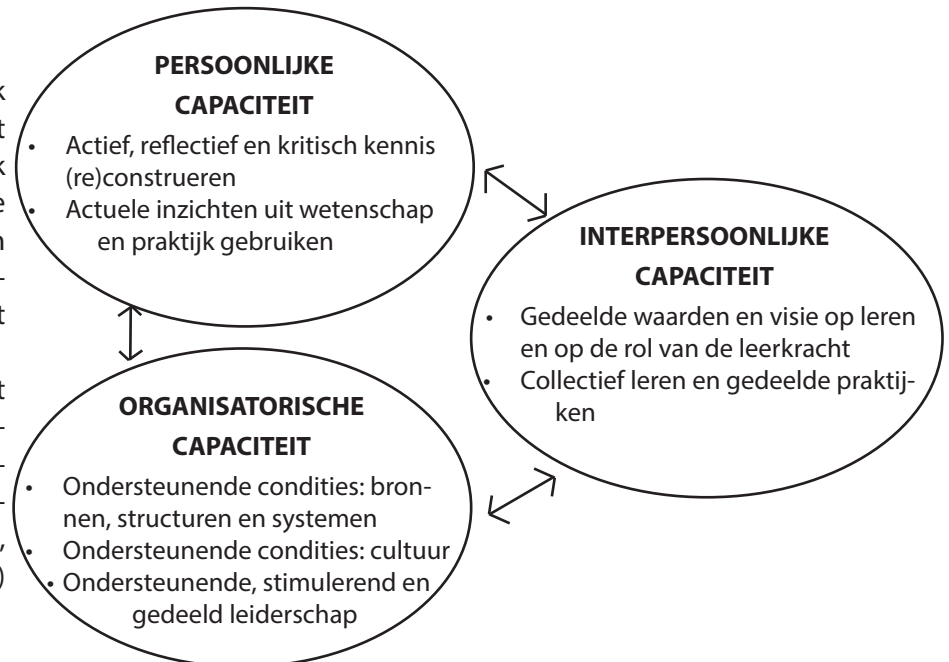 PERSOONLIJKE
CAPACITEIT
• Actief, reflectief en kritisch kennis
(re)construeren
• Actuele inzichten uit wetenschap
en praktijk gebruiken
INTERPERSOONLIJKE
CAPACITEIT
• Gedeelde waarden en visie op leren
en op de rol van de leerkracht
• Collectief leren en gedeelde praktij-
ken
ORGANISATORISCHE
CAPACITEIT
• Ondersteunende condities: bron-
nen, structuren en systemen
• Ondersteunende condities: cultuur
• Ondersteunende, stimulerend en
gedeeld leiderschap